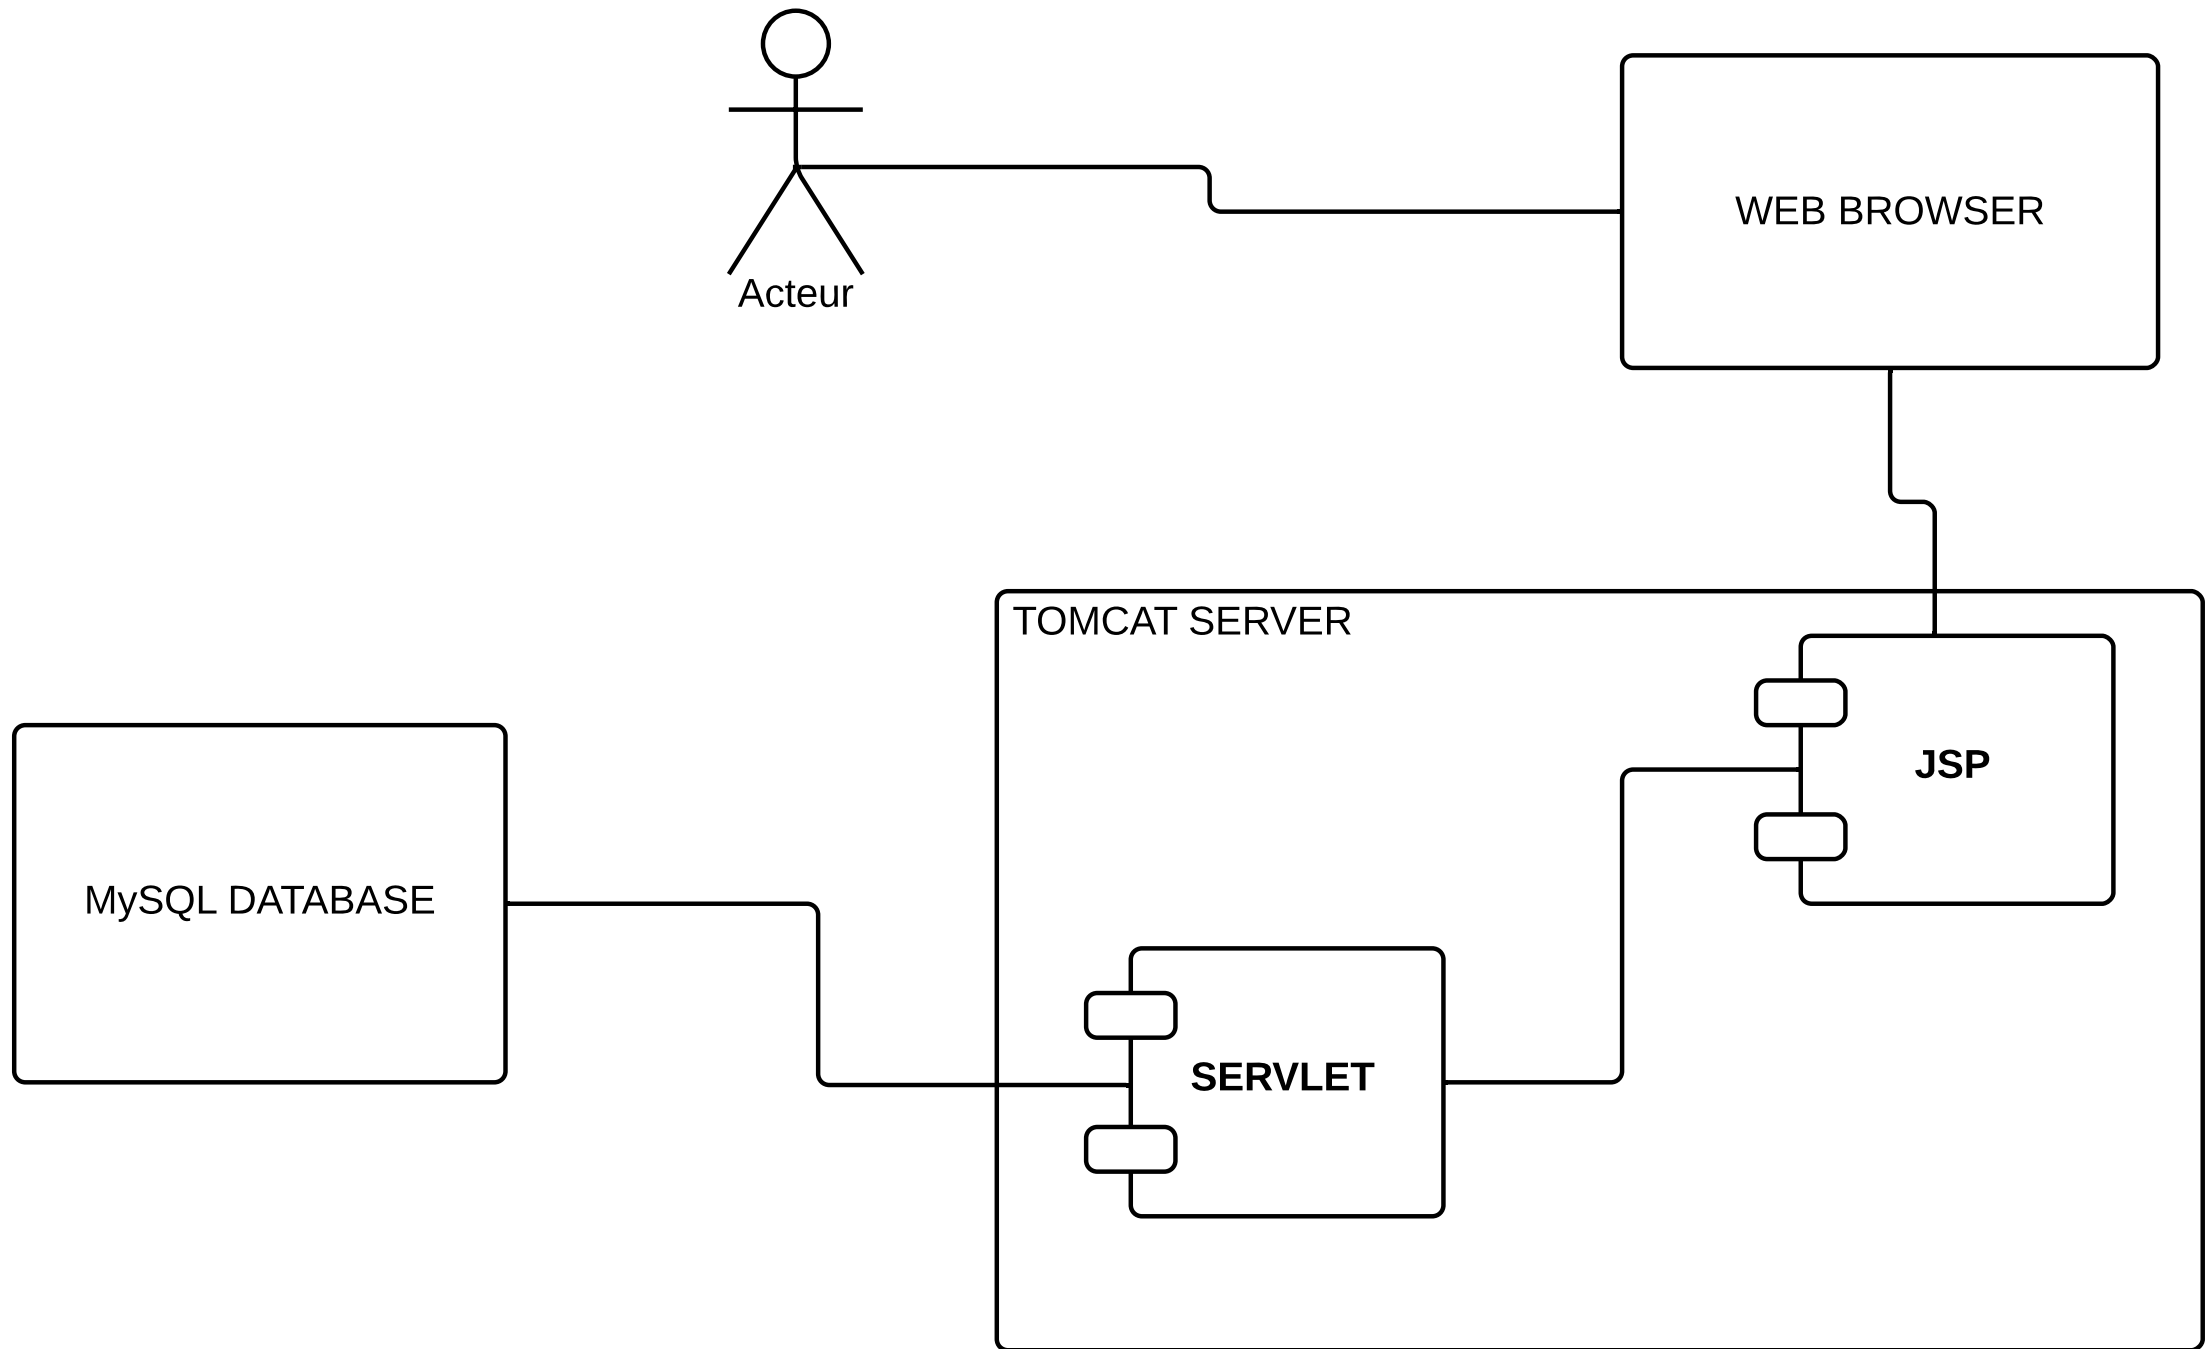 Acteur
WEB BROWSER
TOMCAT SERVER
JSP
MySQL DATABASE
SERVLET